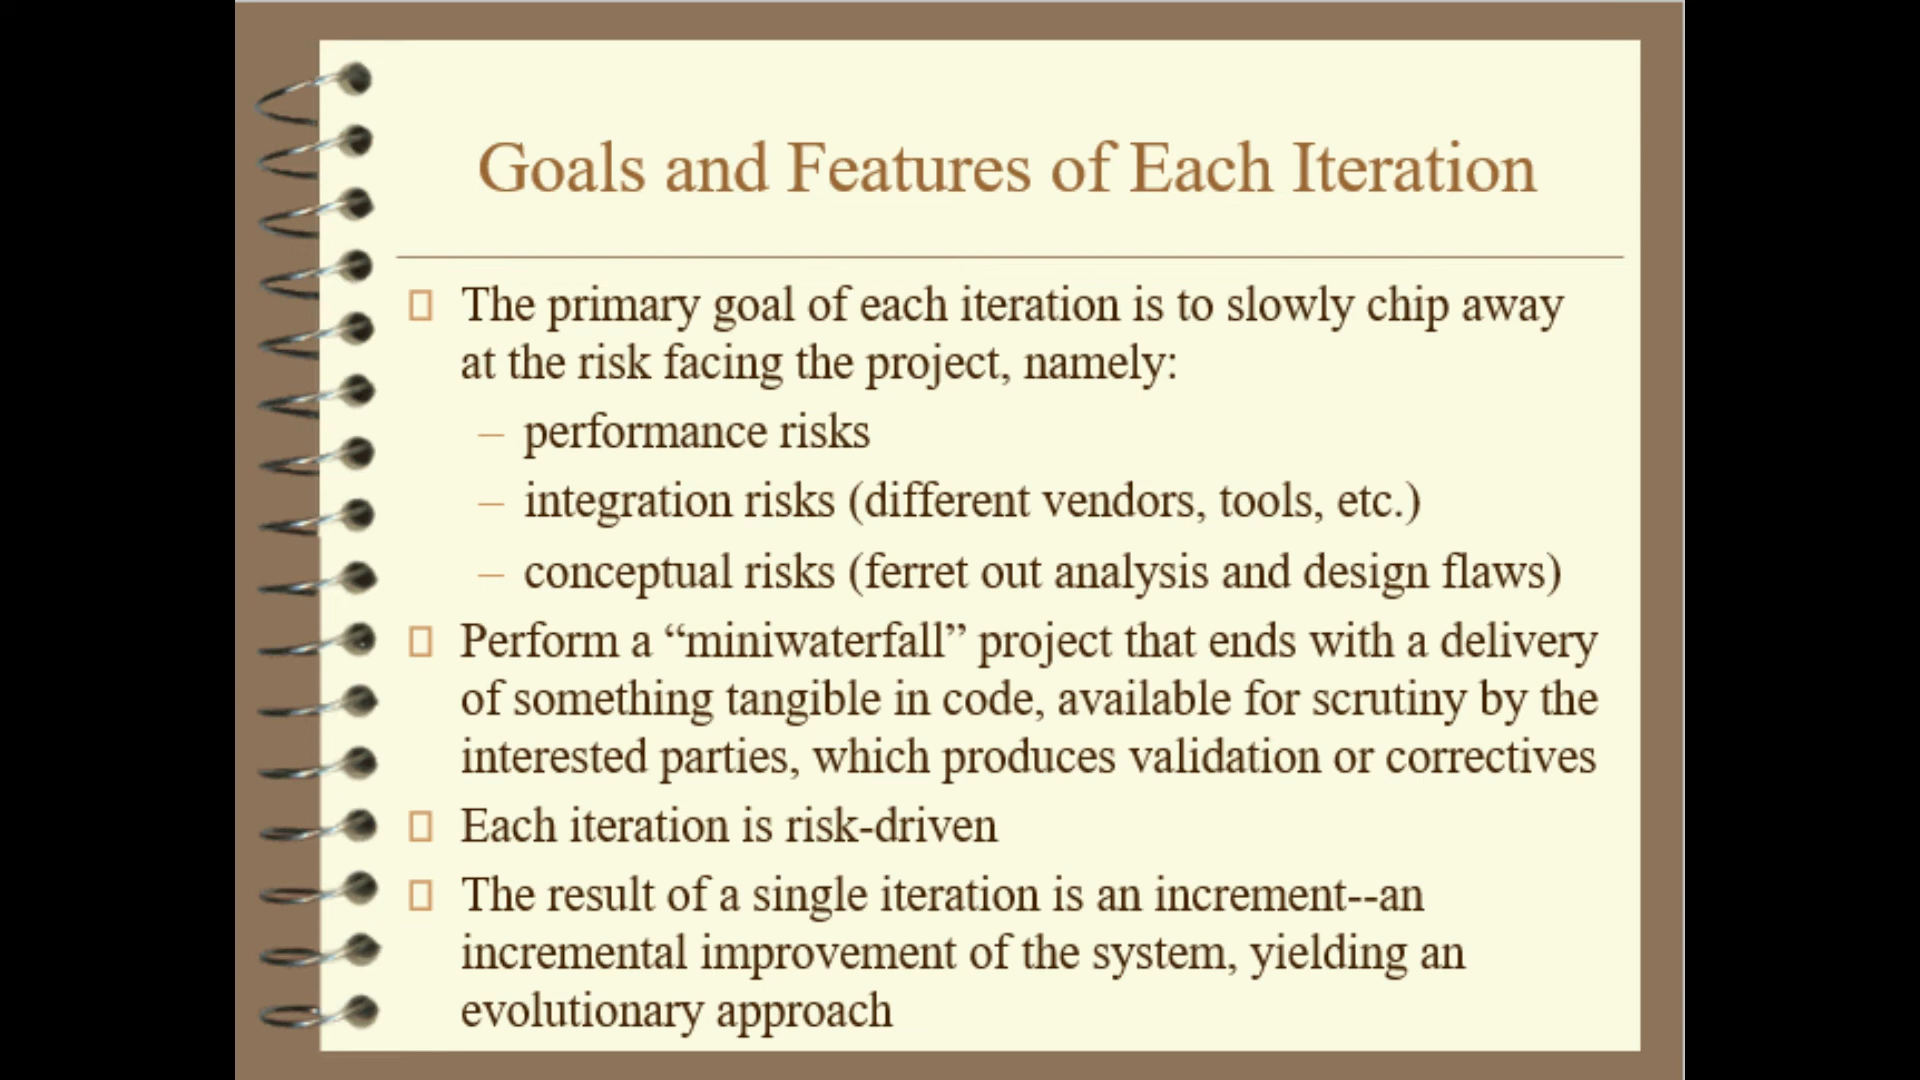 Goals and Features of Each Iteration
The primary goal of each iteration is to slowly chip away
at the risk facing the project, namely:
– performance risks
– integration risks (different vendors, tools, etc.)
– conceptual risks (ferret out analysis and design flaws)
Perform a “miniwaterfall” project that ends with a delivery
of something tangible in code, available for scrutiny by the
interested parties, which produces validation or correctives
Each iteration is risk-driven
The result of a single iteration is an increment--an
incremental improvement of the system, yielding an
evolutionary approach